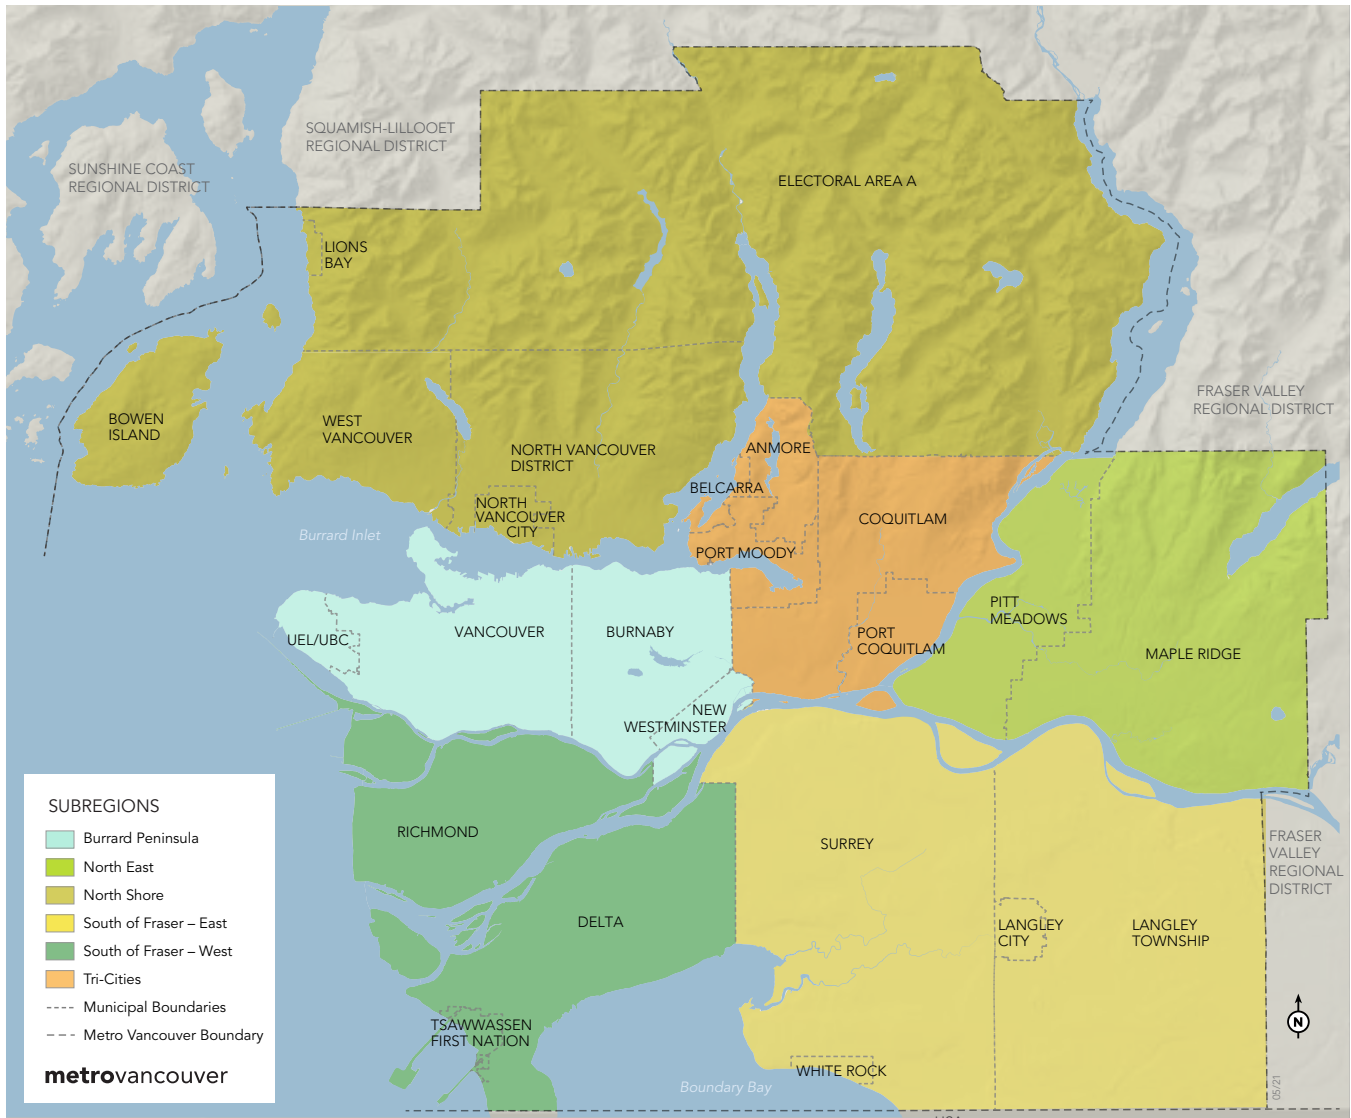 SQUAMISH-LILLOOET
REGIONAL DISTRICT
SUNSHINE COAST
REGIONAL DISTRICT
ELECTORAL AREA A
LIONS
BAY
FRASER VALLEY
REGIONAL DISTRICT
BOWEN
ISLAND
WEST
VANCOUVER
NORTH VANCOUVER
DISTRICT
ANMORE
BELCARRA
NORTH
VANCOUVER
CITY
COQUITLAM
Burrard Inlet
PORT MOODY
PITT
MEADOWS
UEL/UBC
VANCOUVER
BURNABY
PORT
COQUITLAM
MAPLE RIDGE
NEW
WESTMINSTER
SUBREGIONS
Burrard Peninsula
North East
North Shore
South of Fraser – East
South of Fraser – West
Tri-Cities
Municipal Boundaries
Metro Vancouver Boundary
metrovancouver
RICHMOND
SURREY
FRASER
VALLEY
REGIONAL
DISTRICT
DELTA
LANGLEY
CITY
LANGLEY
TOWNSHIP
TSAWWASSEN
FIRST NATION
N
WHITE ROCK
Boundary Bay
05/21